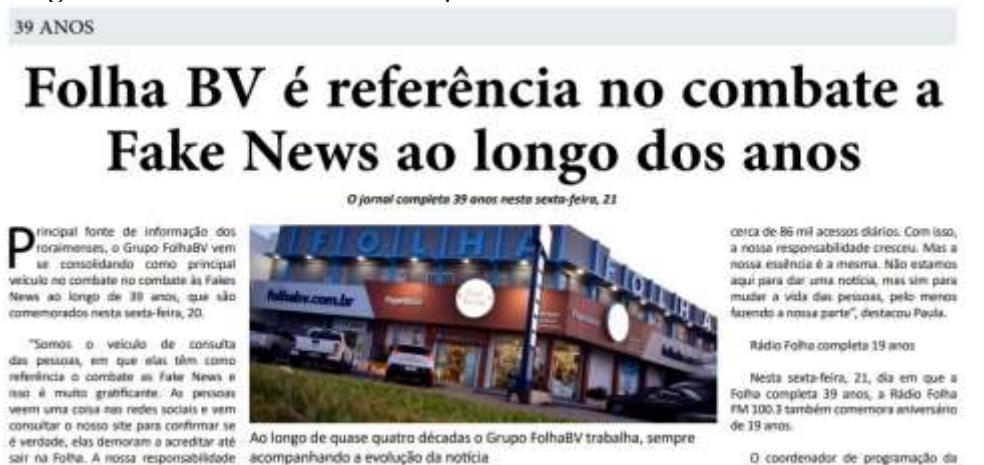 39 ANOS
Folha BV é referência no combate a
Fake News ao longo dos anos
O jornal completa 39 anos nesta sexta-feira, 21
Principal fonte de informação dos
roraimenses, o Grupo FolhaBV vem
se consolidando como principal
veículo no combate no combate às Fakes
News ao longo de 39 anos, que são
comemorados nesta sexta-feira, 20.
"Somos o veículo de consulta
das pessoas, em que elas têm como
referência o combate as Fake News e
isso é muito gratificante. As pessoas
veem uma coisa nas redes sociais e vem
consultar o nosso site para confirmar se
é verdade, elas demoram a acreditar até
sair na Folha. A nossa responsabilidade
FOLHA
FOLHA
folhabv.com.br
Ao longo de quase quatro décadas o Grupo FolhaBV trabalha, sempre
acompanhando a evolução da notícia
cerca de 86 mil acessos diários. Com isso,
a nossa responsabilidade cresceu. Mas a
nossa essência é a mesma. Não estamos
aqui para dar uma notícia, mas sim para
mudar a vida das pessoas, pelo menos
fazendo a nossa parte", destacou Paula.
Rádio Folha completa 19 anos
Nesta sexta-feira, 21, dia em que a
Folha completa 39 anos, a Rádio Folha
FM 100.3 também comemora aniversário
de 19 anos.
O coordenador de programação da